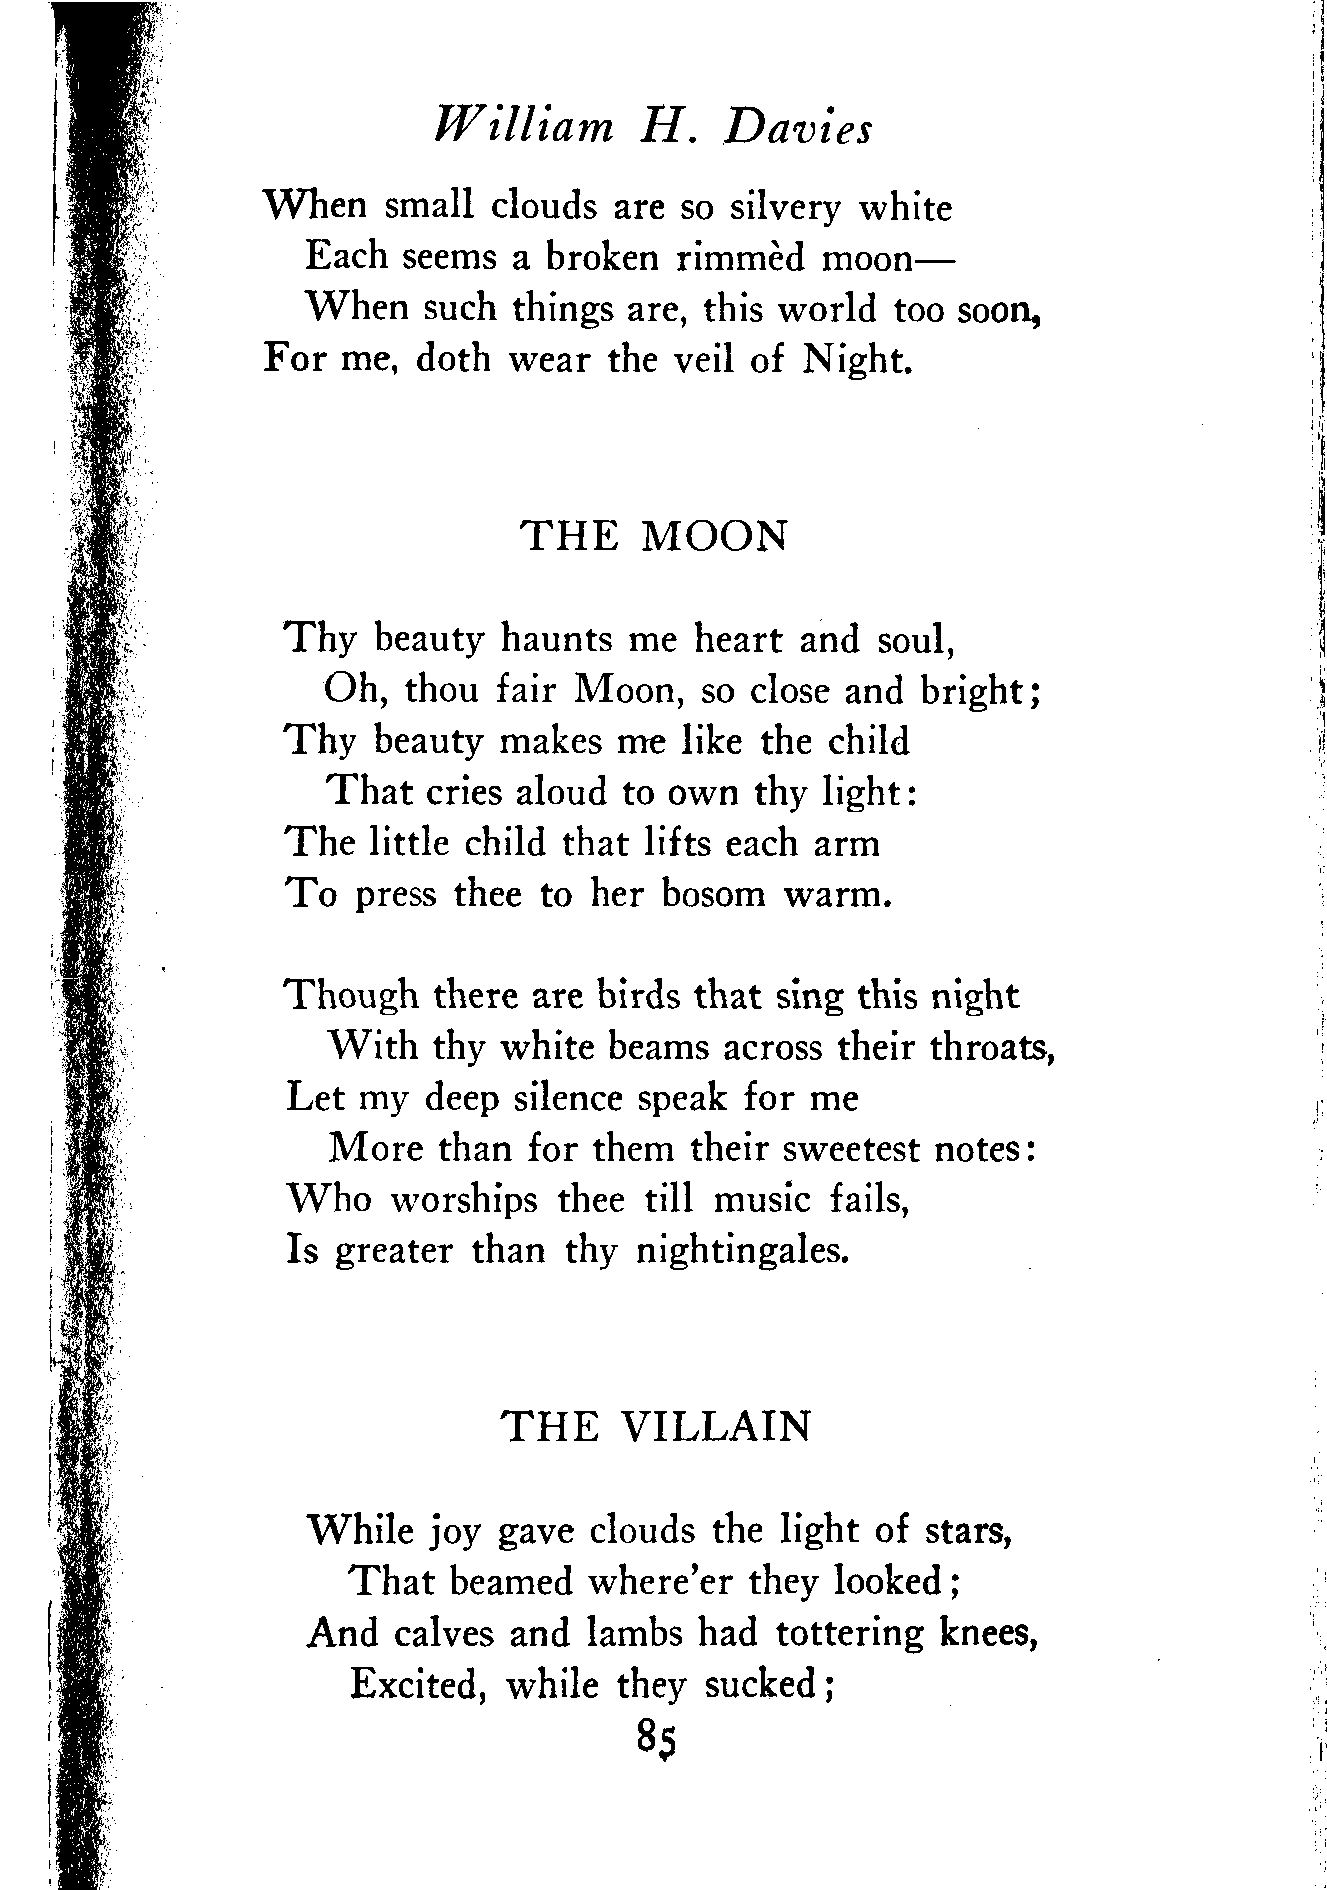 William H. Davies
When small clouds are so silvery white
Each seems a broken rimmèd moon—
When such things are, this world too soon,
For me, doth wear the veil of Night.
THE MOON
Thy beauty haunts me heart and soul,
Oh, thou fair Moon, so close and bright;
Thy beauty makes me like the child
That cries aloud to own thy light:
The little child that lifts each arm
To press thee to her bosom warm.
Though there are birds that sing this night
With thy white beams across their throats,
Let my deep silence speak for me
More than for them their sweetest notes:
Who worships thee till music fails,
Is greater than thy nightingales.
THE VILLAIN
While joy gave clouds the light of stars,
That beamed where'er they looked;
And calves and lambs had tottering knees,
Excited, while they sucked;
85